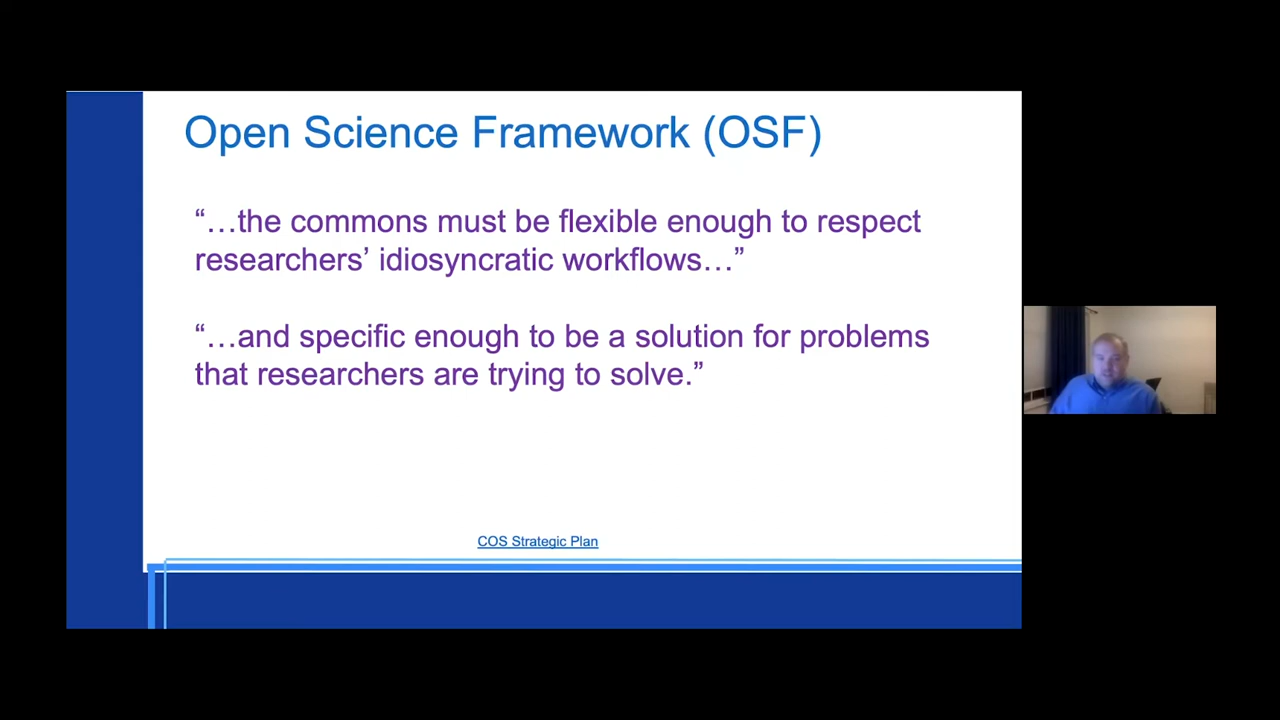 Open Science Framework (OSF)
“…the commons must be flexible enough to respect
researchers’ idiosyncratic workflows…”
“…and specific enough to be a solution for problems
that researchers are trying to solve.”
COS Strategic Plan